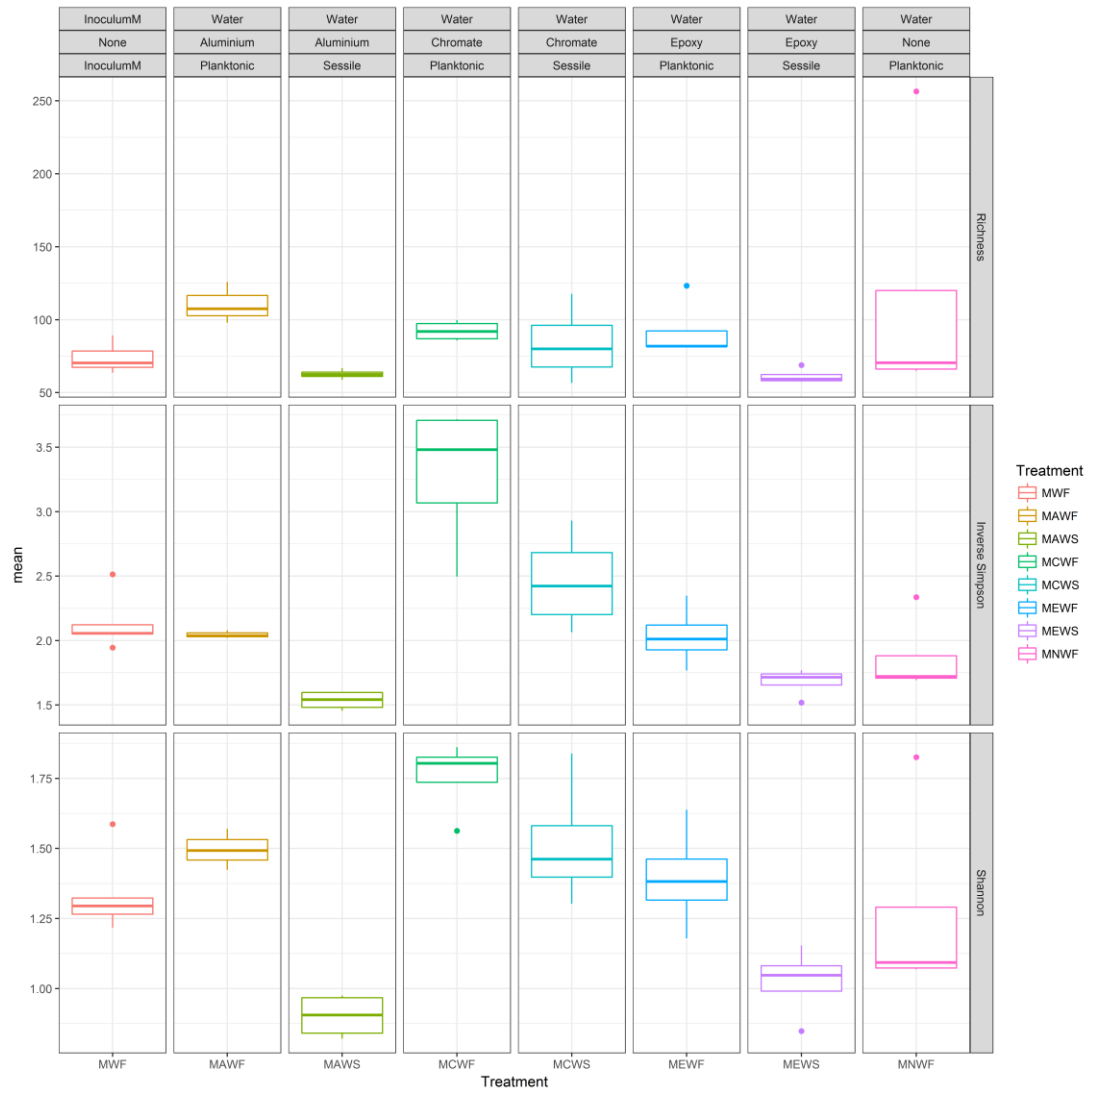 InoculumM Water Water Water Water Water Water Water
None Aluminium Aluminium Chromate Chromate Epoxy Epoxy None
InoculumM Planktonic Sessile Planktonic Sessile Planktonic Sessile Planktonic
250
200
150
100
50
Richness
3.5
3.0
2.5
2.0
1.5
Inverse Simpson
1.75
1.50
1.25
1.00
Shannon
mean
MWF MAWF MAWS MCWF MCWS MEWF MEWS MNWF
Treatment
Treatment
MWF
MAWF
MAWS
MCWF
MCWS
MEWF
MEWS
MNWF